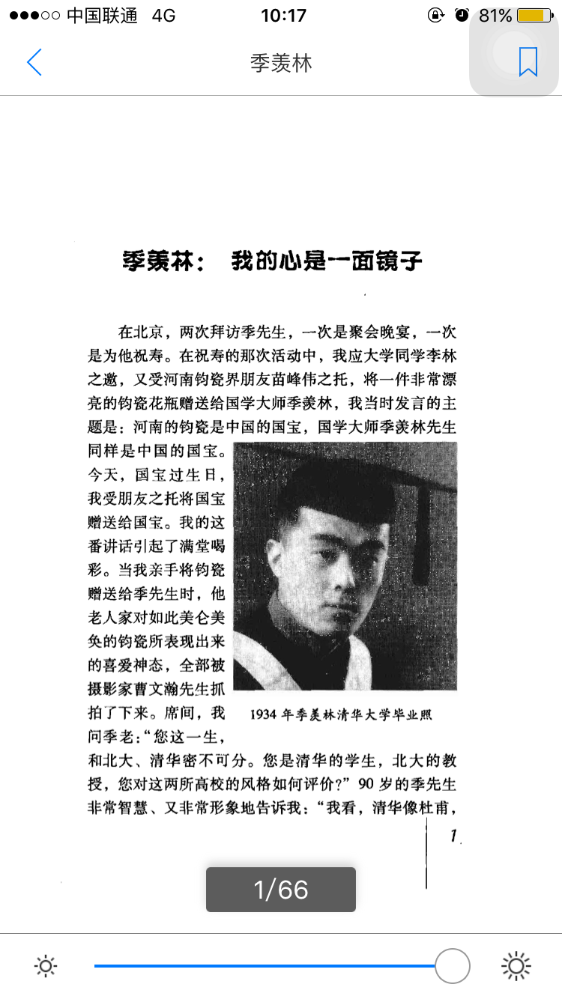 中国联通 4G 10:17 81%
季羡林
季羡林： 我的心是一面镜子
在北京，两次拜访季先生，一次是聚会晚宴，一次
是为他祝寿。在祝寿的那次活动中，我应大学同学李林
之邀，又受河南钧瓷界朋友苗峰伟之托，将一件非常漂
亮的钧瓷花瓶赠送给国学大师季羡林，我当时发言的主
题是：河南的钧瓷是中国的国宝，国学大师季羡林先生
同样是中国的国宝。
今天，国宝过生日，
我受朋友之托将国宝
赠送给国宝。我的这
番讲话引起了满堂喝
彩。当我亲手将钧瓷
赠送给季先生时，他
老人家对如此美仑美
奂的钧瓷所表现出来
的喜爱神态，全部被
摄影家曹文瀚先生抓
拍了下来。席间，我
问季老：“您这一生，
1934 年季羡林清华大学毕业照
和北大、清华密不可分。您是清华的学生，北大的教
授，您对这两所高校的风格如何评价?” 90 岁的季先生
非常智慧、又非常形象地告诉我：“我看，清华像杜甫，
1
1/66